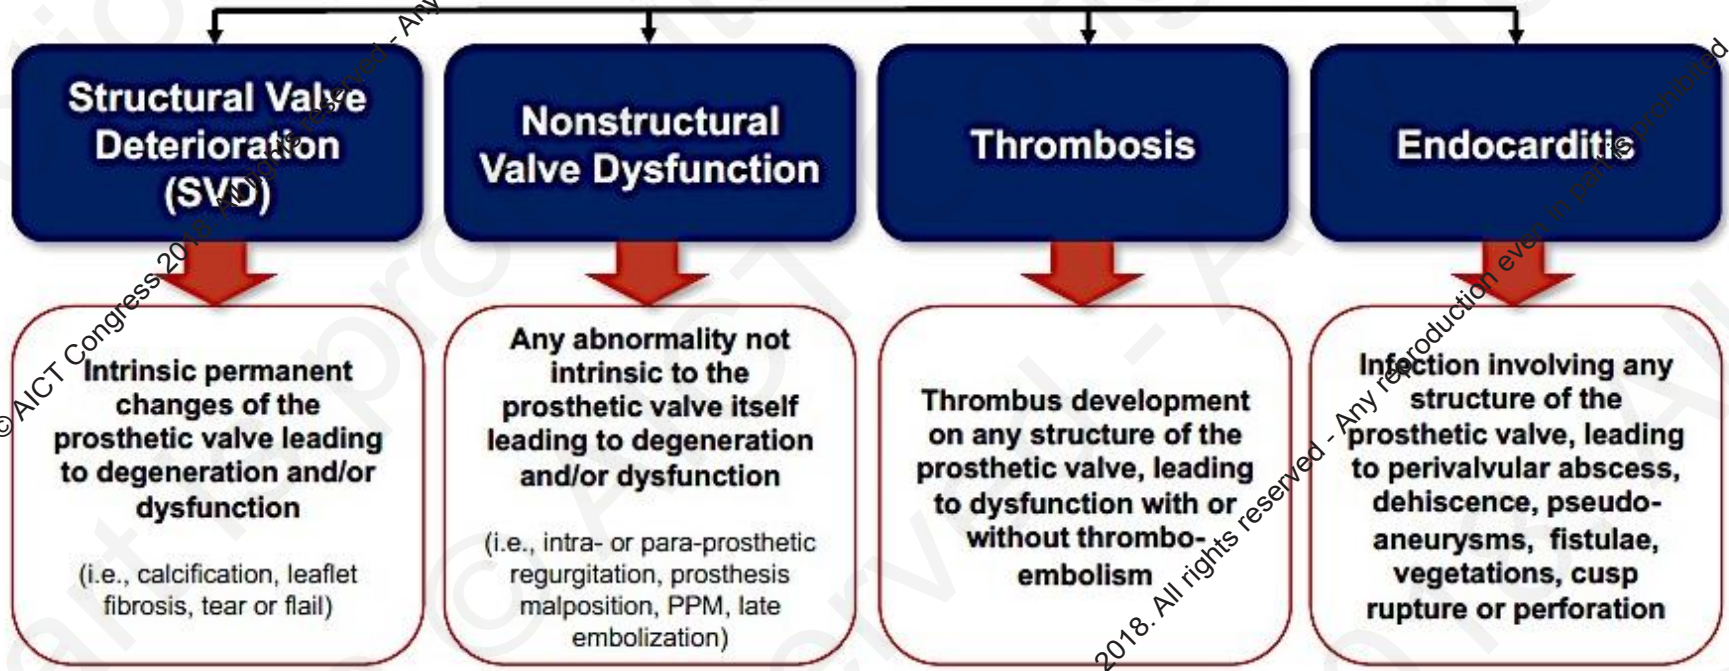 Structural Valve
Deterioration
(SVD)
Nonstructural
Valve Dysfunction
Thrombosis
Endocarditis
Intrinsic permanent
changes of the
prosthetic valve leading
to degeneration and/or
dysfunction
(i.e., calcification, leaflet
fibrosis, tear or flail)
Any abnormality not
intrinsic to the
prosthetic valve itself
leading to degeneration
and/or dysfunction
(i.e., intra- or para-prosthetic
regurgitation, prosthesis
malposition, PPM, late
embolization)
Thrombus development
on any structure of the
prosthetic valve, leading
to dysfunction with or
without thrombo-
embolism
Infection involving any
structure of the
prosthetic valve, leading
to perivalvular abscess,
dehiscence, pseudo-
aneurysms, fistulae,
vegetations, cusp
rupture or perforation
© AICT Congress 2018. All rights reserved - Any
2018. All rights reserved - Any reproduction even in part is prohibited